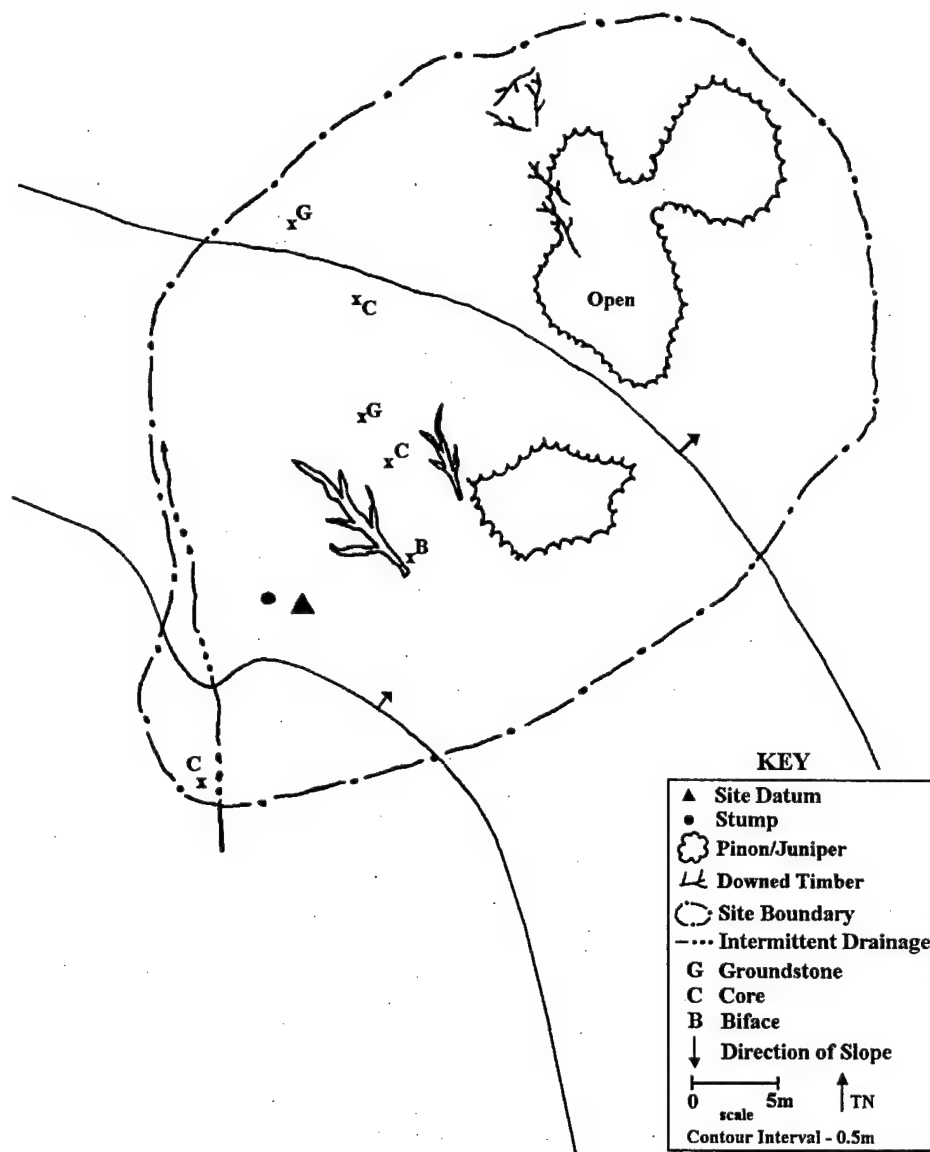 G
C
Open
G
C
B
C
KEY
Site Datum
Stump
Pinon/Juniper
Downed Timber
Site Boundary
Intermittent Drainage
G Groundstone
C Core
B Biface
Direction of Slope
0 5m TN
scale
Contour Interval - 0.5m